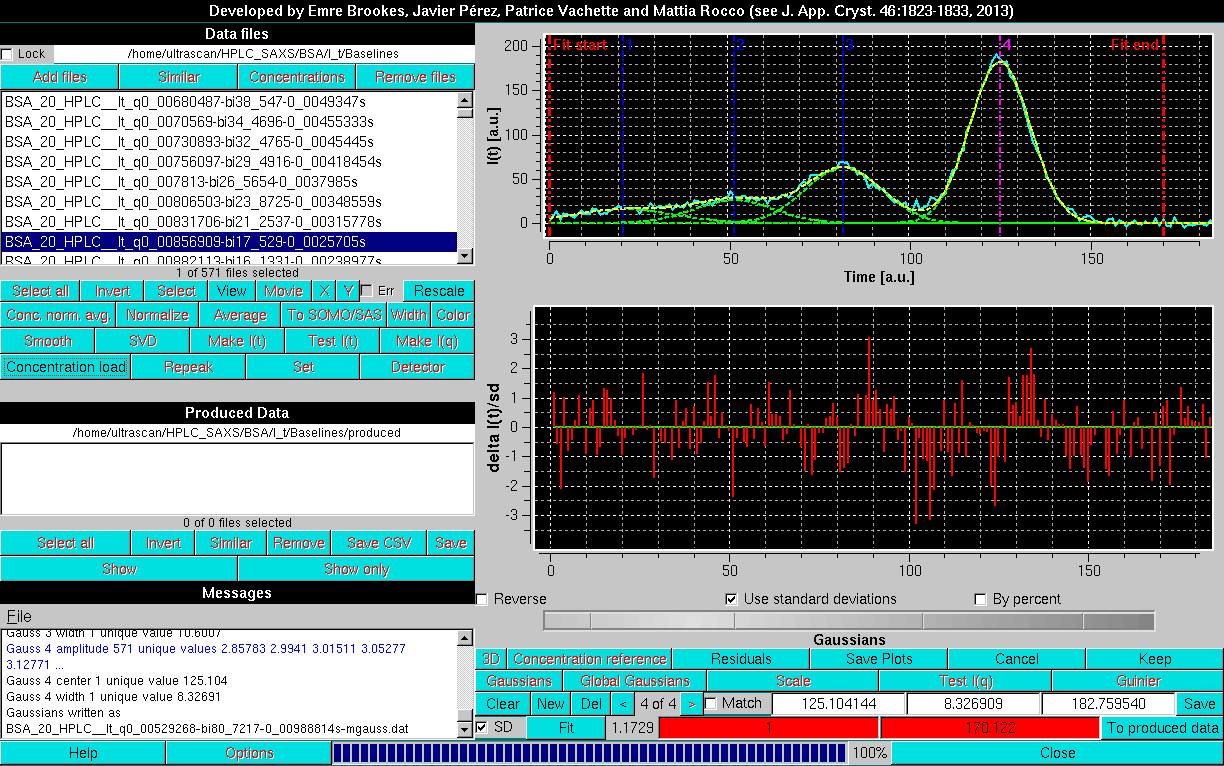 Developed by Emre Brookes, Javier Pérez, Patrice Vachette and Mattia Rocco (see J. App. Cryst. 46:1823-1833, 2013)
Data files
Lock /home/ultrascan/HPLC_SAXS/BSA/I_t/Baselines
Add files Similar Concentrations Remove files
BSA_20_HPLC__It_q0_00680487-bi38_547-0_0049347s
BSA_20_HPLC__It_q0_0070569-bi34_4696-0_00455333s
BSA_20_HPLC__It_q0_00730893-bi32_4765-0_0045445s
BSA_20_HPLC__It_q0_00756097-bi29_4916-0_00418454s
BSA_20_HPLC__It_q0_007813-bi26_5654-0_0037985s
BSA_20_HPLC__It_q0_00806503-bi23_8725-0_00348559s
BSA_20_HPLC__It_q0_00831706-bi21_2537-0_00315778s
BSA_20_HPLC__It_q0_00856909-bi17_529-0_0025705s
BSA_20_HPLC__It_q0_00882113-bi16_1331-0_00238977s
1 of 571 files selected
Select all Invert Select View Movie X Y Err Rescale
Conc. norm. avg Normalize Average To SOMO/SAS Width Color
Smooth SVD Make I(t) Test I(t) Make I(q)
Concentration load Repeak Set Detector
Produced Data
/home/ultrascan/HPLC_SAXS/BSA/I_t/Baselines/produced
0 of 0 files selected
Select all Invert Similar Remove Save CSV Save
Show Show only
Messages
File
Gauss 3 width 1 unique value 10.6007
Gauss 4 amplitude 571 unique values 2.85783 2.9941 3.01511 3.05277
3.12771 ...
Gauss 4 center 1 unique value 125.104
Gauss 4 width 1 unique value 8.32691
Gaussians written as
BSA_20_HPLC__It_q0_00529268-bi80_7217-0_00988814s-mgauss.dat
Help Options 100% Close
Fit start 1 2 3 4 Fit end
I(t) [a.u.]
200
150
100
50
0
0 50 100 150
Time [a.u.]
delta I(t)/sd
3
2
1
0
-1
-2
-3
0 50 100 150
Reverse Use standard deviations By percent
Gaussians
3D Concentration reference Residuals Save Plots Cancel Keep
Gaussians Global Gaussians Scale Test I(q) Guinier
Clear New Del < 4 of 4 > Match 125.104144 8.326909 182.759540 Save
SD Fit 1.1729 1 170.122 To produced data